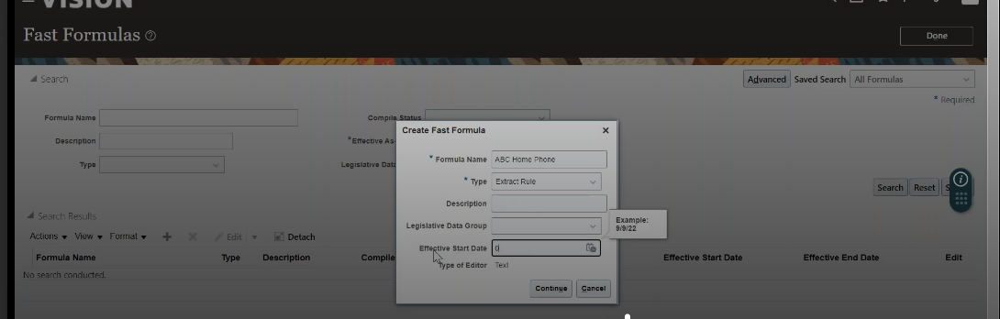 VISION
Fast Formulas
Done
Search
Advanced Saved Search All Formulas
* Required
Formula Name
Compile Status
Description
*Effective As
Type
Legislative Data
Search Reset S
Create Fast Formula
* Formula Name ABC Home Phone
* Type Extract Rule
Description
Legislative Data Group
Example:
9/9/22
Effective Start Date 0
Type of Editor Text
Continue Cancel
Search Results
Actions View Format Edit Detach
Formula Name Type Description Compile Effective Start Date Effective End Date Edit
No search conducted.